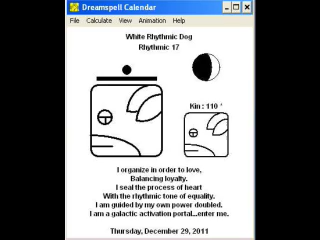 Dreamspell Calendar
File Calculate View Animation Help
White Rhythmic Dog
Rhythmic 17
Kin : 110 *
I organize in order to love,
Balancing loyalty.
I seal the process of heart
With the rhythmic tone of equality.
I am guided by my own power doubled.
I am a galactic activation portal...enter me.
Thursday, December 29, 2011